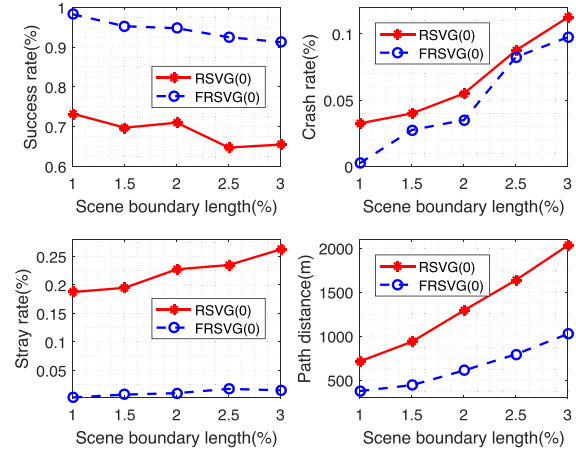 Success rate(%)
1
0.9
0.8
0.7
0.6
RSVG(0)
FRSVG(0)
1 1.5 2 2.5 3
Scene boundary length(%)
Crash rate(%)
0.1
0.05
0
RSVG(0)
FRSVG(0)
1 1.5 2 2.5 3
Scene boundary length(%)
Stray rate(%)
0.25
0.2
0.15
0.1
0.05
RSVG(0)
FRSVG(0)
1 1.5 2 2.5 3
Scene boundary length(%)
Path distance(m)
2000
1500
1000
500
RSVG(0)
FRSVG(0)
1 1.5 2 2.5 3
Scene boundary length(%)